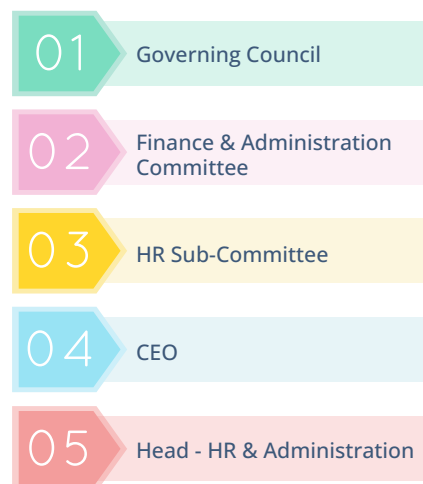 01
Governing Council
02
Finance & Administration
Committee
03
HR Sub-Committee
04
CEO
05
Head - HR & Administration